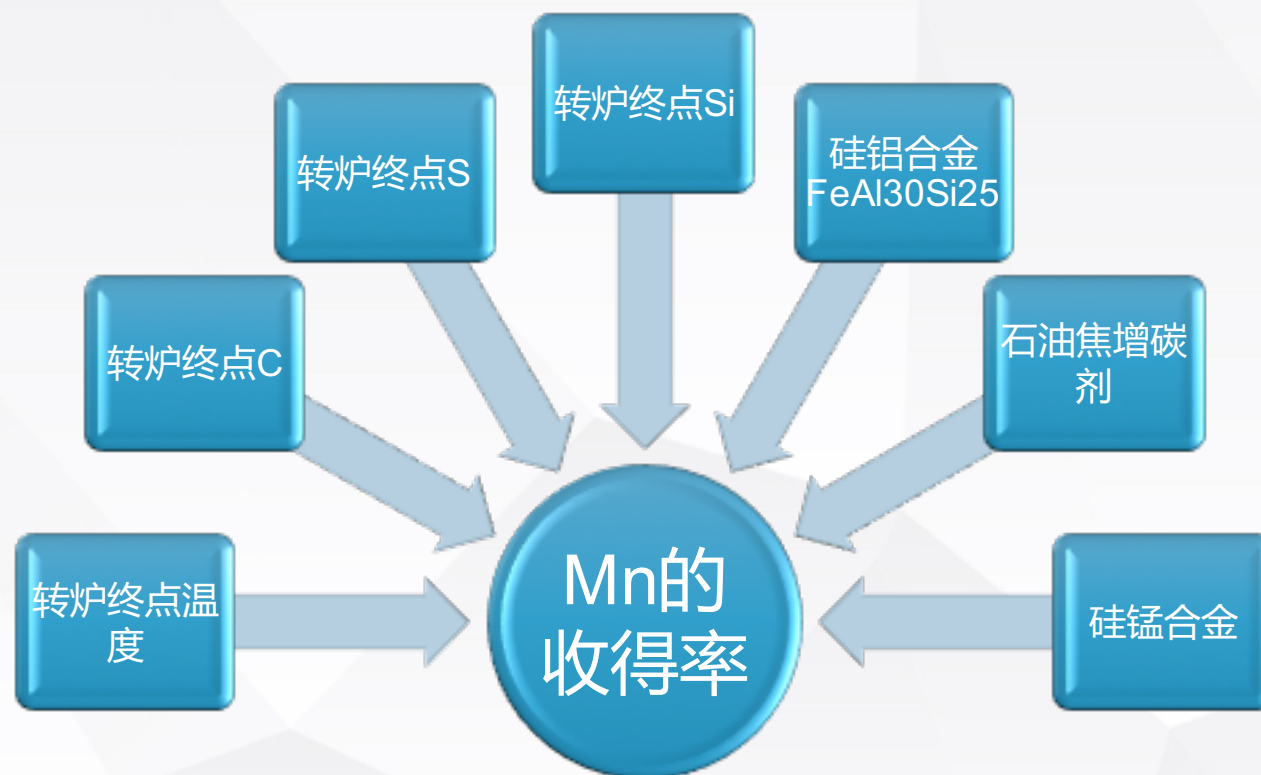 转炉终点Si
转炉终点S
硅铝合金
FeAl30Si25
转炉终点C
石油焦增碳
剂
转炉终点温
度
Mn的
收得率
硅锰合金